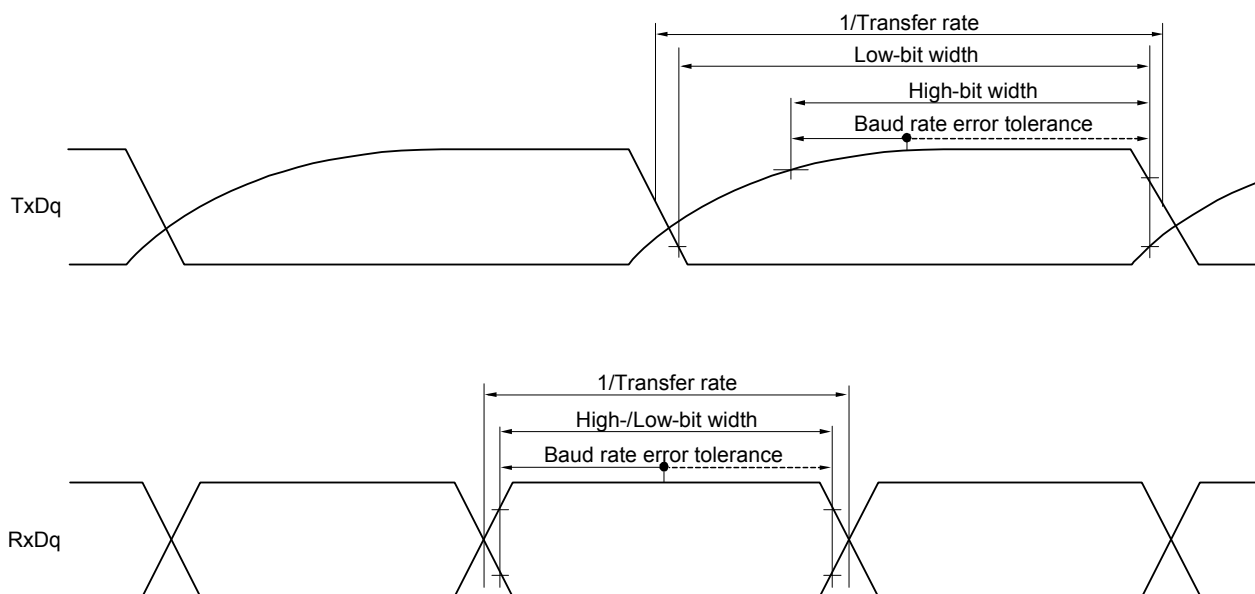 1/Transfer rate
Low-bit width
High-bit width
Baud rate error tolerance
TxDq
1/Transfer rate
High-/Low-bit width
Baud rate error tolerance
RxDq